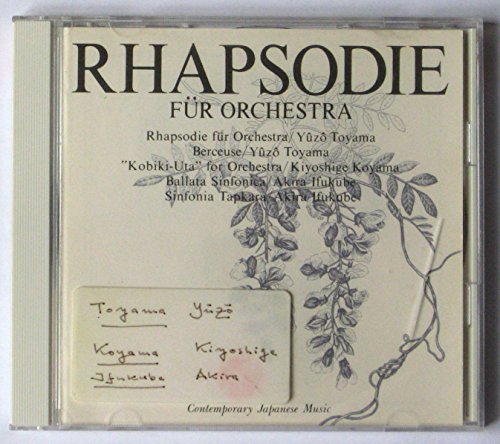 RHAPSODIE
FÜR ORCHESTRA
Rhapsodie für Orchestra/Yûzô Toyama
Berceuse/Yûzô Toyama
"Kobiki-Uta" for Orchestra/Kiyoshige Koyama
Ballata Sinfonica/Akira Ifukube
Sinfonia Tapkara/Akira Ifukube
Toyama Yūzō
Koyama Kiyoshige
Ifukube Akira
Contemporary Japanese Music